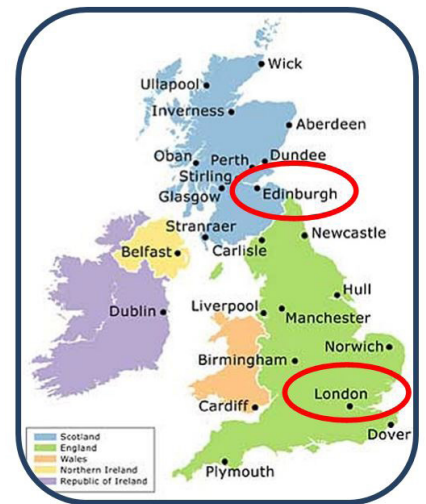 Wick
Ullapool
Inverness
Aberdeen
Oban
Perth
Dundee
Stirling
Glasgow
Edinburgh
Stranraer
Newcastle
Belfast
Carlisle
Hull
Dublin
Liverpool
Manchester
Norwich
Birmingham
London
Cardiff
Dover
Plymouth
Scotland
England
Wales
Northern Ireland
Republic of Ireland